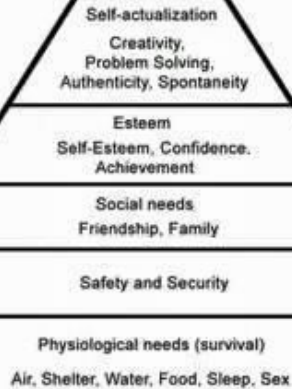 Self-actualization
Creativity,
Problem Solving,
Authenticity, Spontaneity
Esteem
Self-Esteem, Confidence.
Achievement
Social needs
Friendship, Family
Safety and Security
Physiological needs (survival)
Air, Shelter, Water, Food, Sleep, Sex